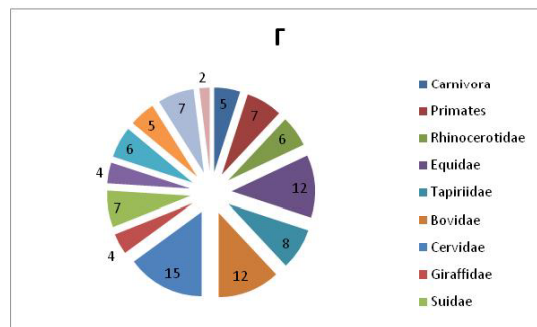 Г
2
5
7
6
12
8
12
15
4
7
4
6
5
7
Carnivora
Primates
Rhinocerotidae
Equidae
Tapiriidae
Bovidae
Cervidae
Giraffidae
Suidae